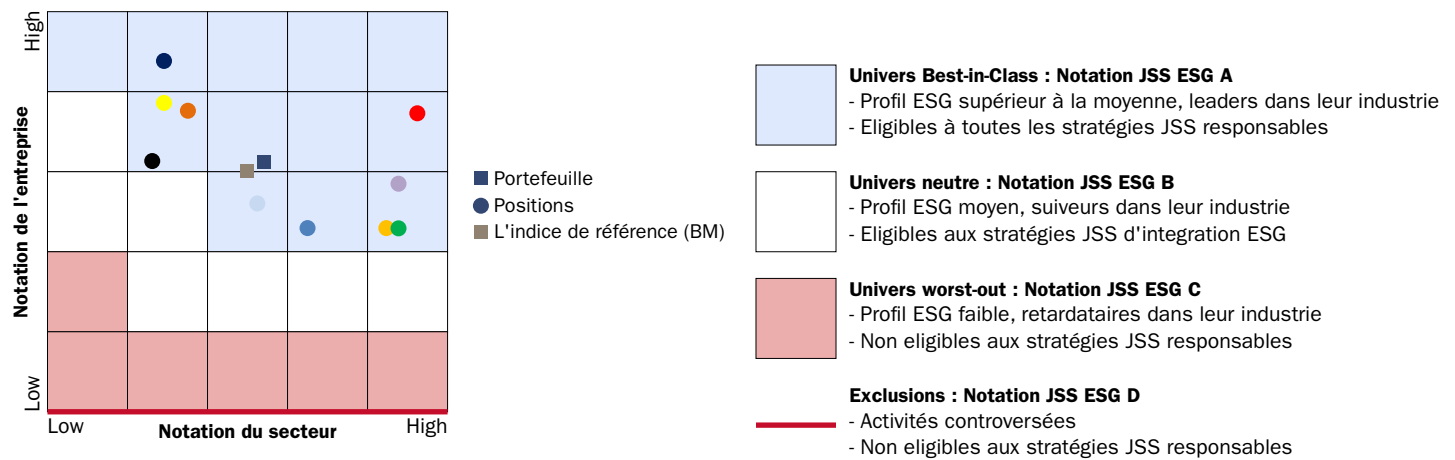 High
Notation de l'entreprise
Low
Low
Notation du secteur
High
Portefeuille
Positions
L'indice de référence (BM)
Univers Best-in-Class : Notation JSS ESG A
- Profil ESG supérieur à la moyenne, leaders dans leur industrie
- Eligibles à toutes les stratégies JSS responsables
Univers neutre : Notation JSS ESG B
- Profil ESG moyen, suiveurs dans leur industrie
- Eligibles aux stratégies JSS d'integration ESG
Univers worst-out : Notation JSS ESG C
- Profil ESG faible, retardataires dans leur industrie
- Non eligibles aux stratégies JSS responsables
Exclusions : Notation JSS ESG D
- Activités controversées
- Non eligibles aux stratégies JSS responsables